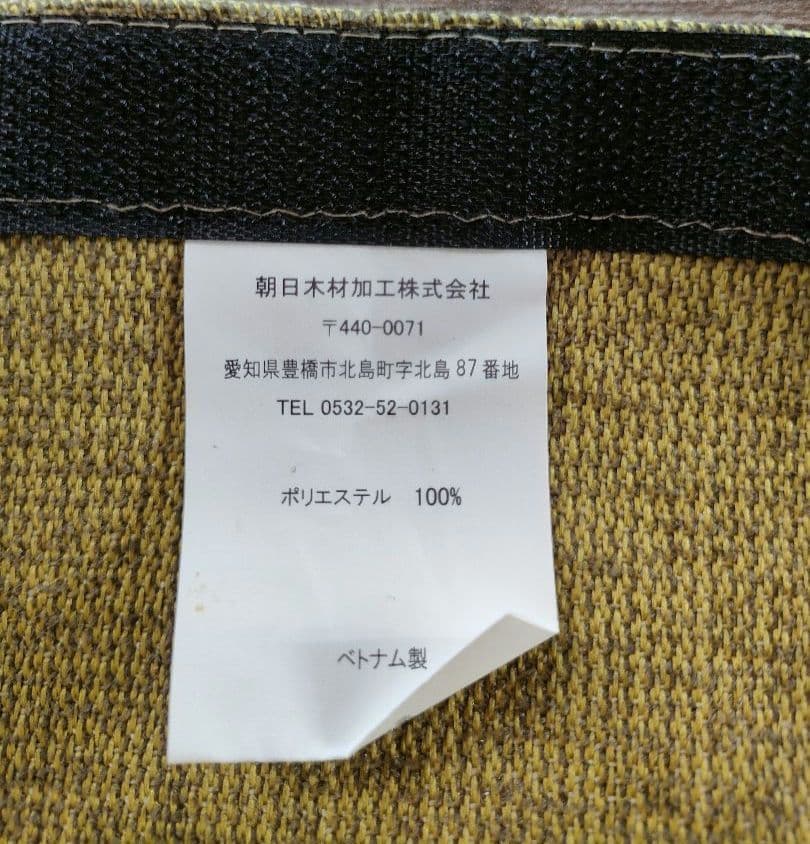 朝日木材加工株式会社
〒440-0071
愛知県豊橋市北島町字北島87番地
TEL 0532-52-0131
ポリエステル　100%
ベトナム製